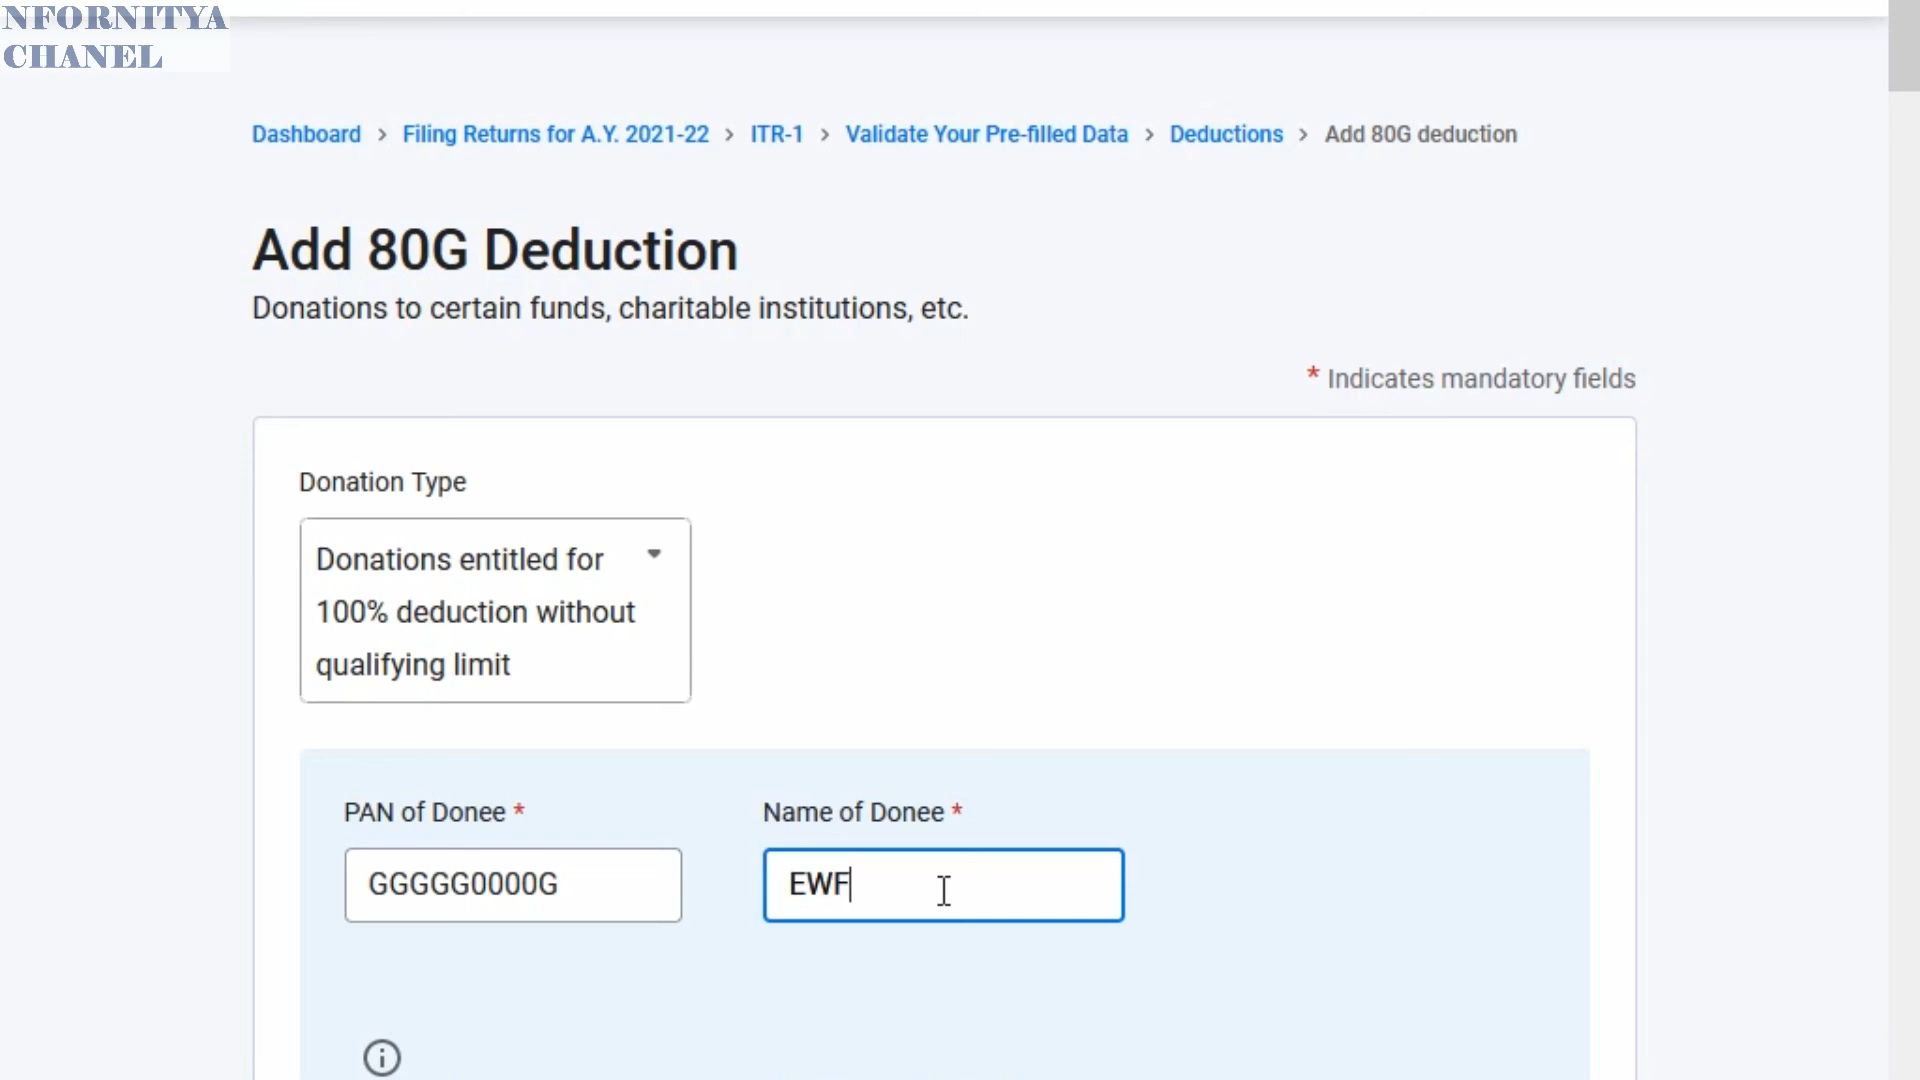 NFORNITYA
CHANEL
Dashboard > Filing Returns for A.Y. 2021-22 > ITR-1 > Validate Your Pre-filled Data > Deductions > Add 80G deduction
Add 80G Deduction
Donations to certain funds, charitable institutions, etc.
* Indicates mandatory fields
Donation Type
Donations entitled for
100% deduction without
qualifying limit
PAN of Donee * Name of Donee *
GGGGG0000G EWF